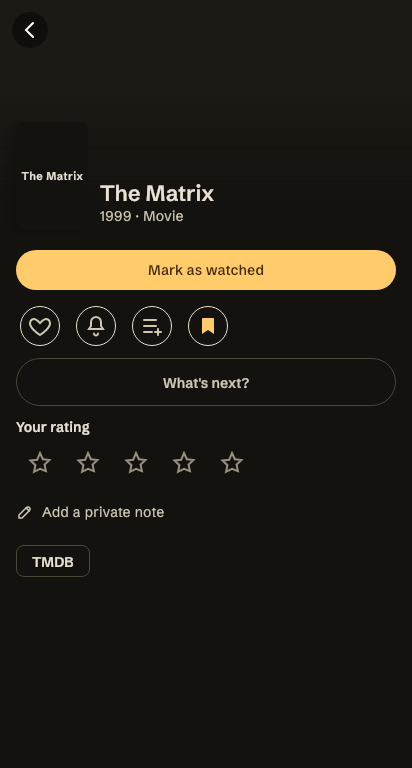 The Matrix
The Matrix
1999 · Movie
Mark as watched
What's next?
Your rating
Add a private note
TMDB